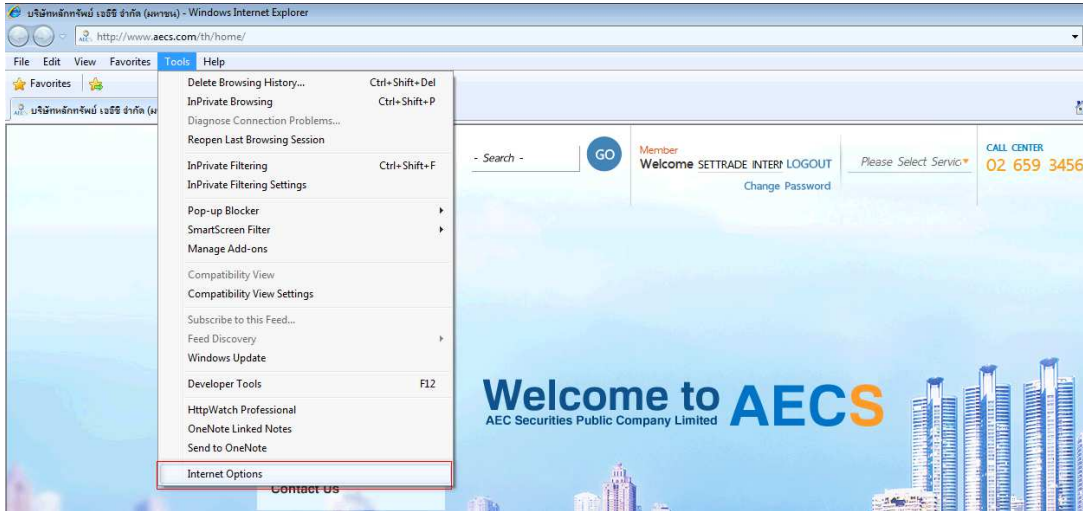 บริษัทหลักทรัพย์ เออีซี จำกัด (มหาชน) - Windows Internet Explorer
http://www.aecs.com/th/home/
File Edit View Favorites Tools Help
Favorites
บริษัทหลักทรัพย์ เออีซี จำกัด (ม
Delete Browsing History... Ctrl+Shift+Del
InPrivate Browsing Ctrl+Shift+P
Diagnose Connection Problems...
Reopen Last Browsing Session
InPrivate Filtering Ctrl+Shift+F
InPrivate Filtering Settings
Pop-up Blocker
SmartScreen Filter
Manage Add-ons
Compatibility View
Compatibility View Settings
Subscribe to this Feed...
Feed Discovery
Windows Update
Developer Tools F12
HttpWatch Professional
OneNote Linked Notes
Send to OneNote
Internet Options
- Search - GO
Member
Welcome SETTRADE INTERN LOGOUT
Change Password
Please Select Servic
CALL CENTER
02 659 3456
Welcome to AECS
AEC Securities Public Company Limited
Contact Us